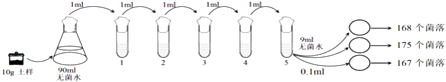 1ml 1ml 1ml 1ml 1ml
168 个菌落
9ml
无菌水
175 个菌落
10g 土样
90ml
无菌水
1 2 3 4 5
0.1ml
167 个菌落